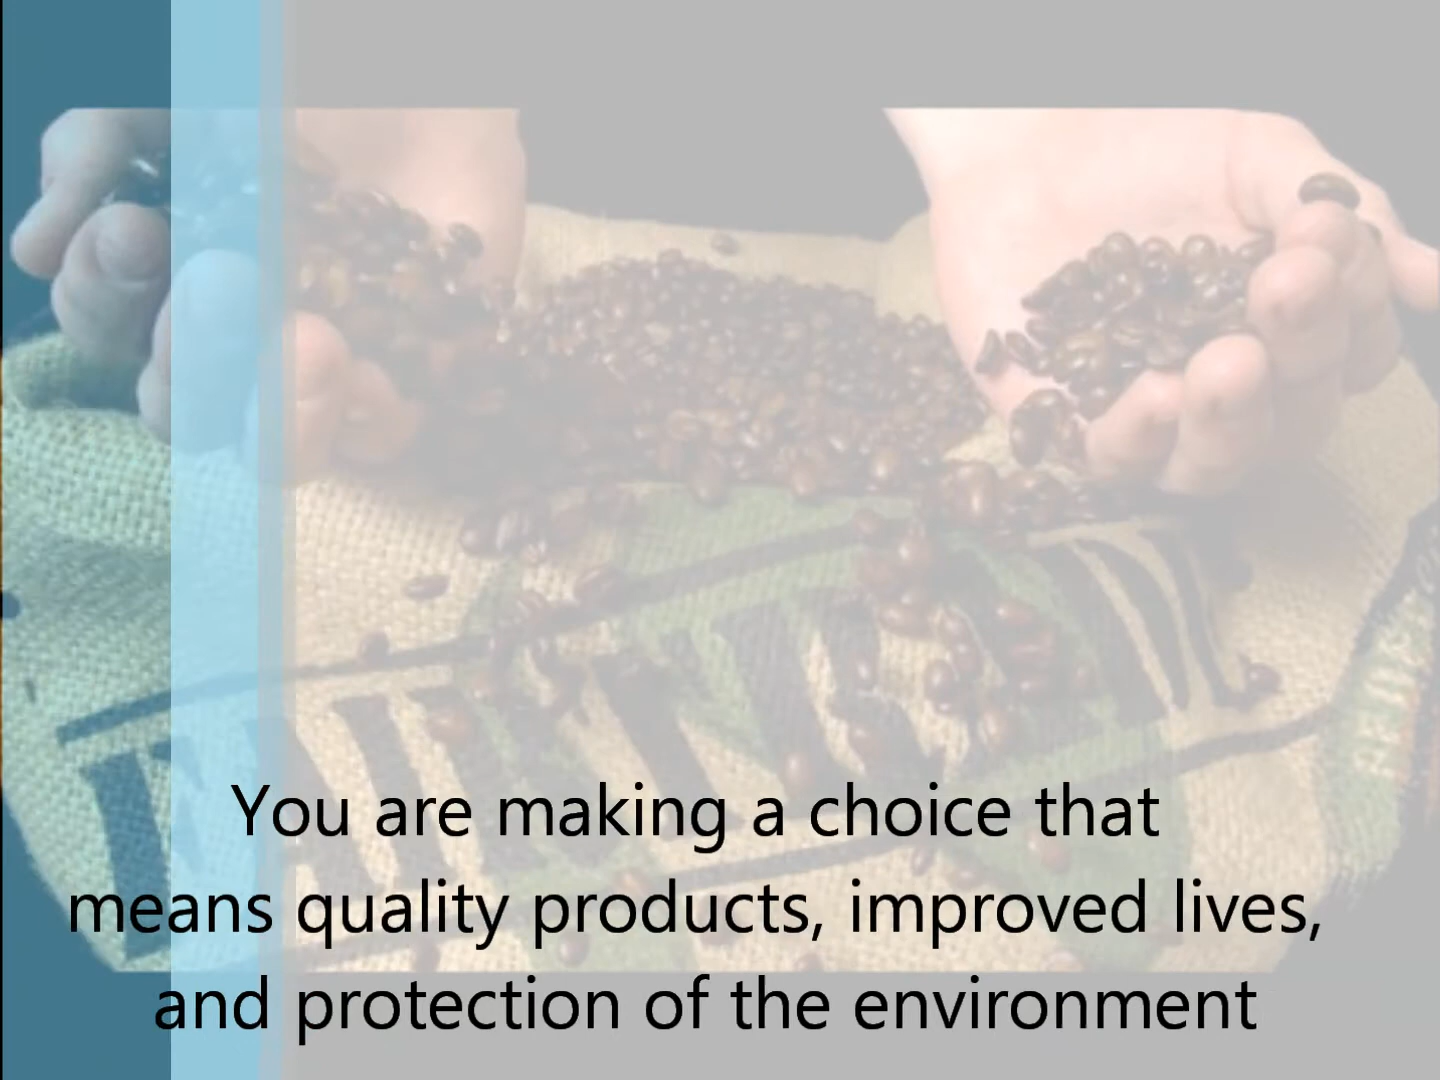 You are making a choice that
means quality products, improved lives,
and protection of the environment